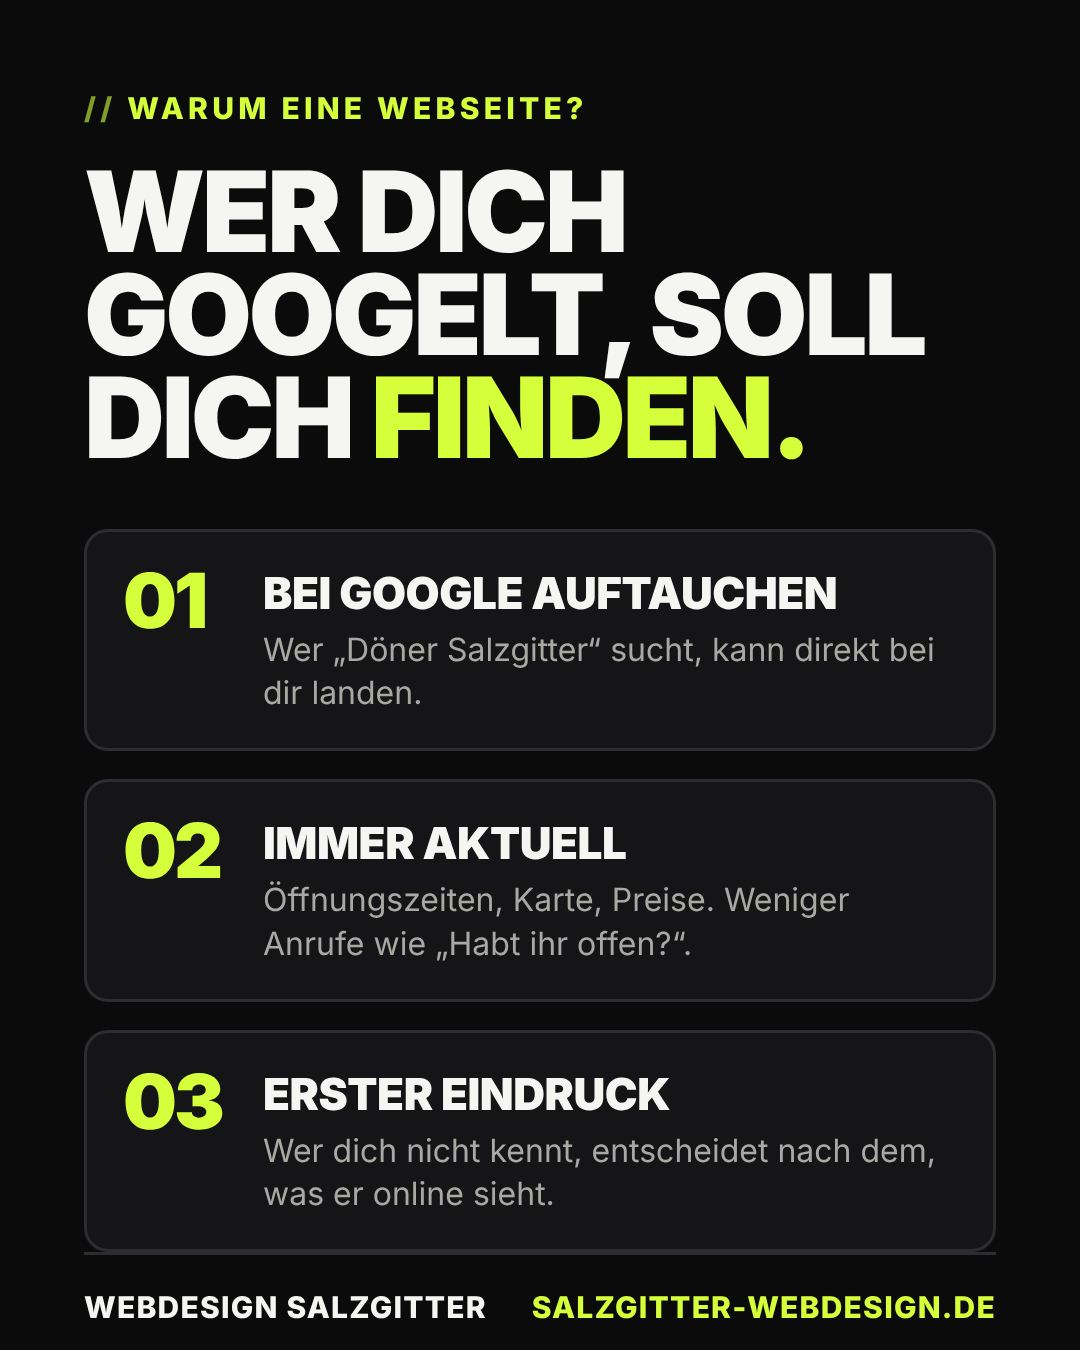 // WARUM EINE WEBSEITE?
WER DICH
GOOGELT, SOLL
DICH FINDEN.
01
BEI GOOGLE AUFTAUCHEN
Wer „Döner Salzgitter“ sucht, kann direkt bei
dir landen.
02
IMMER AKTUELL
Öffnungszeiten, Karte, Preise. Weniger
Anrufe wie „Habt ihr offen?“.
03
ERSTER EINDRUCK
Wer dich nicht kennt, entscheidet nach dem,
was er online sieht.
WEBDESIGN SALZGITTER
SALZGITTER-WEBDESIGN.DE